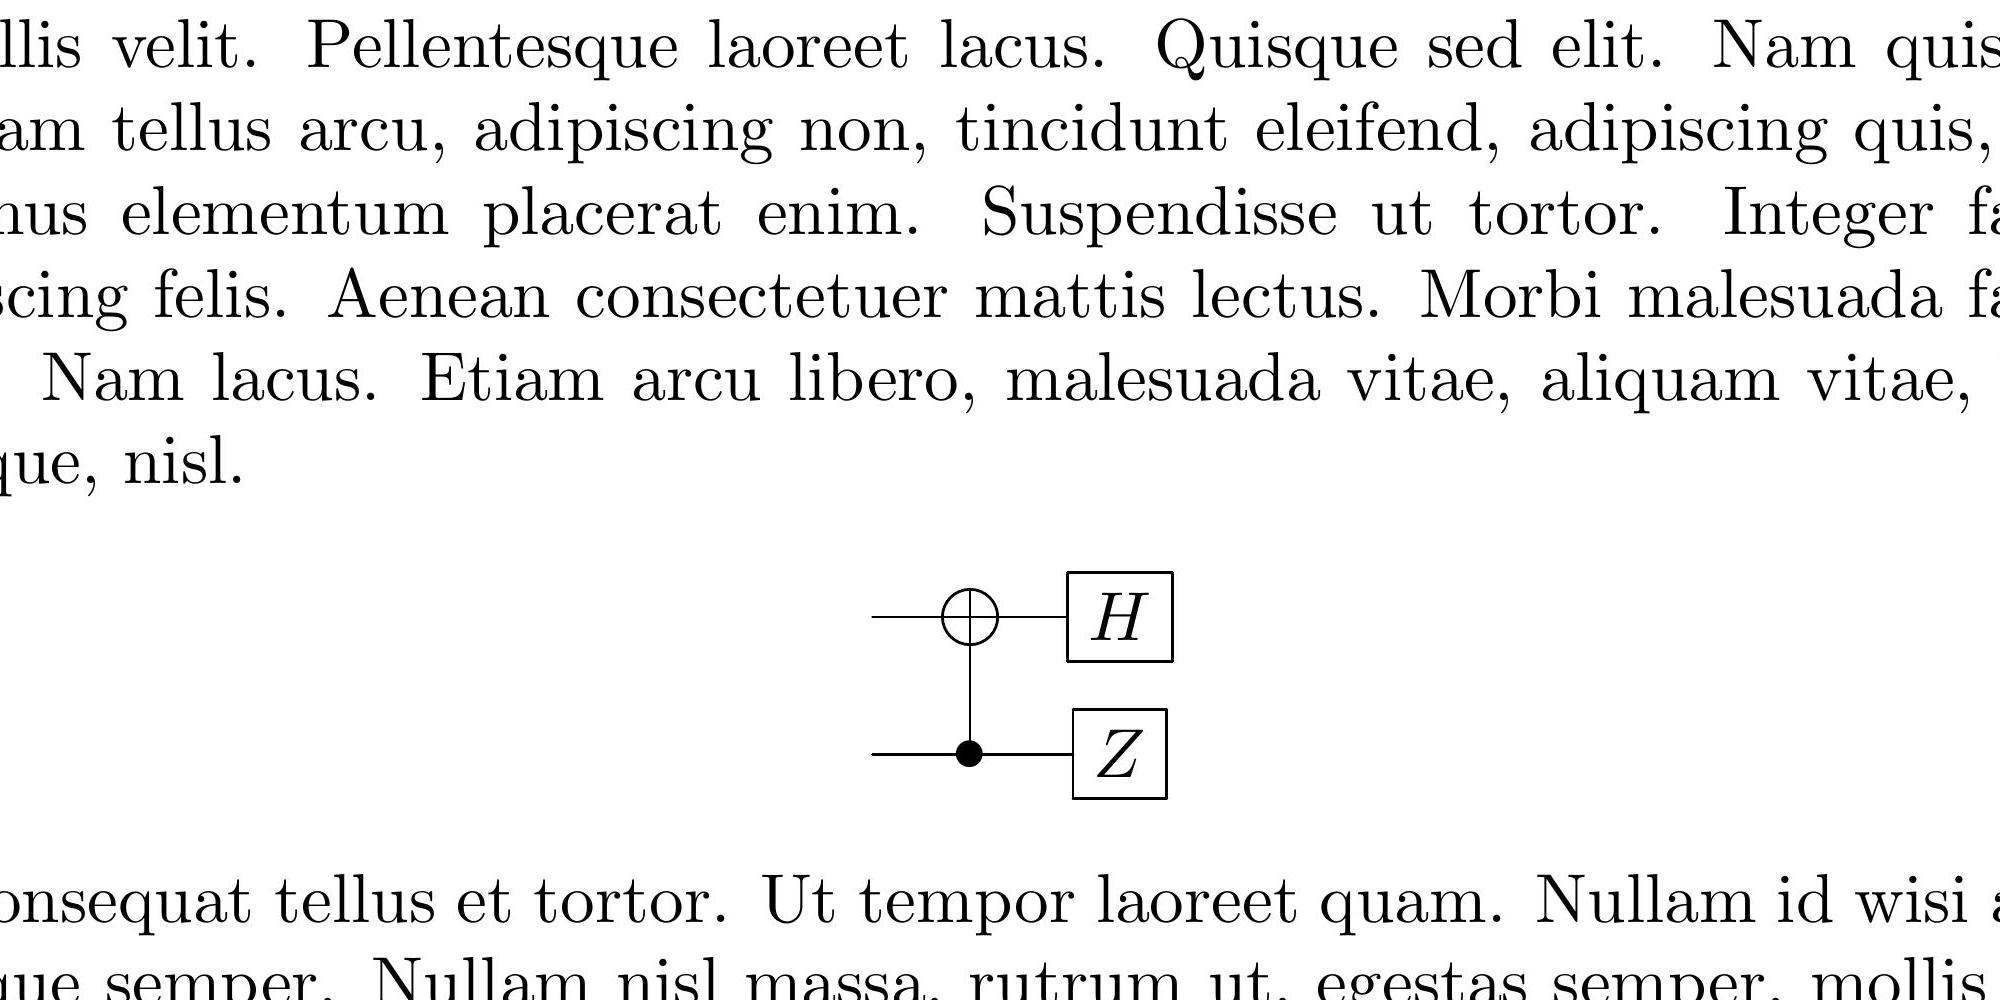 llis velit. Pellentesque laoreet lacus. Quisque sed elit. Nam quis
am tellus arcu, adipiscing non, tincidunt eleifend, adipiscing quis,
nus elementum placerat enim. Suspendisse ut tortor. Integer fa
scing felis. Aenean consectetuer mattis lectus. Morbi malesuada fa
Nam lacus. Etiam arcu libero, malesuada vitae, aliquam vitae,
que, nisl.
H
Z
onsequat tellus et tortor. Ut tempor laoreet quam. Nullam id wisi a
que semper. Nullam nisl massa, rutrum ut, egestas semper, mollis